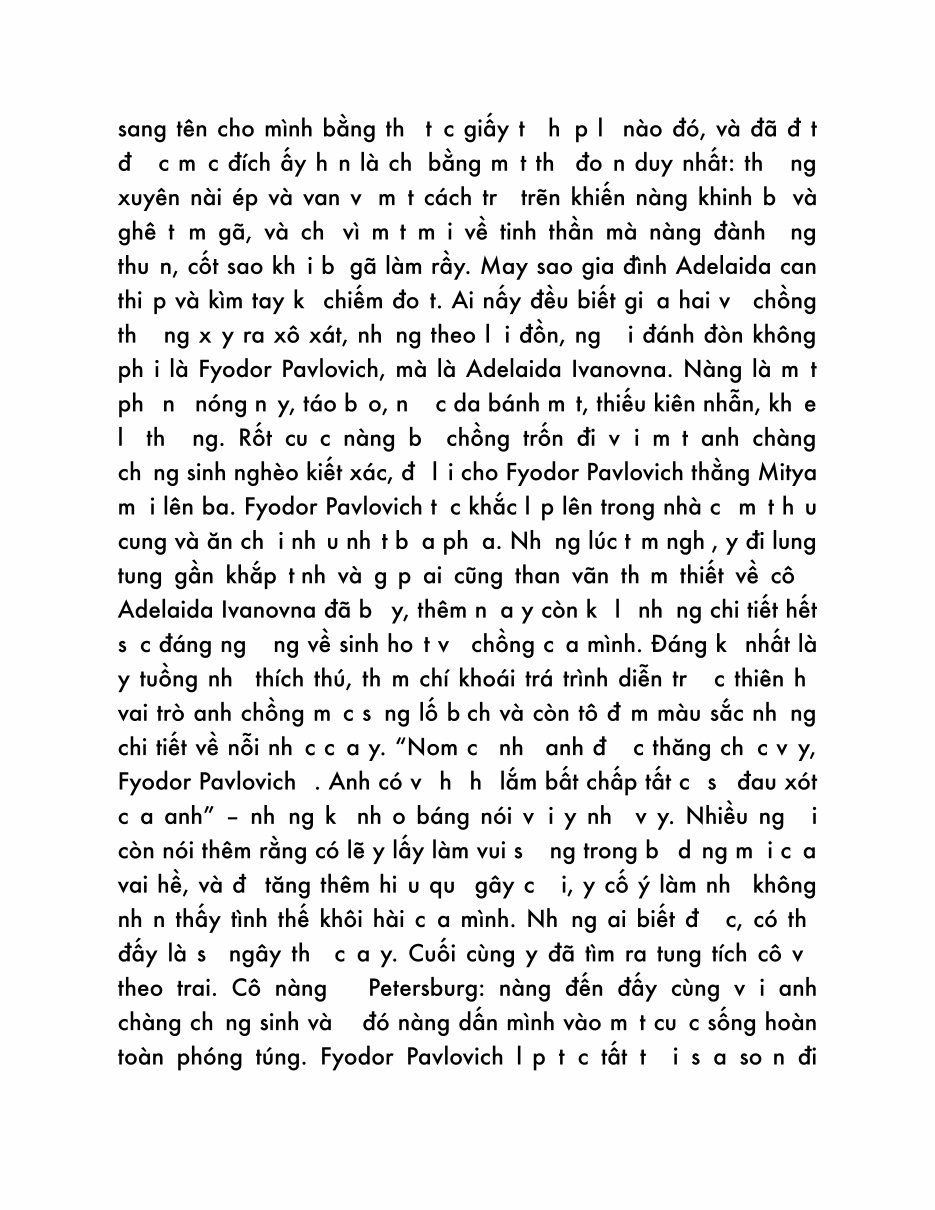 sang tên cho mình bằng th t c giấy t h p l nào đó, và đã đ t
đ c m c đích ấy h n là ch bằng m t th đo n duy nhất: th ng
xuyên nài ép và van v m t cách tr trẽn khiến nàng khinh b và
ghê t m gã, và ch vì m t m i về tinh thần mà nàng đành ng
thu n, cốt sao kh i b gã làm rầy. May sao gia đình Adelaida can
thi p và kìm tay k chiếm đo t. Ai nấy đều biết gi a hai v chồng
th ng x y ra xô xát, nh ng theo l i đồn, ng i đánh đòn không
ph i là Fyodor Pavlovich, mà là Adelaida Ivanovna. Nàng là m t
ph n nóng n y, táo b o, n c da bánh m t, thiếu kiên nhẫn, kh e
l th ng. Rốt cu c nàng b chồng trốn đi v i m t anh chàng
ch ng sinh nghèo kiết xác, đ l i cho Fyodor Pavlovich thằng Mitya
m i lên ba. Fyodor Pavlovich t c khắc l p lên trong nhà c m t h u
cung và ăn ch i nh u nh t b a ph a. Nh ng lúc t m ngh , y đi lung
tung gần khắp t nh và g p ai cũng than vãn th m thiết về cô
Adelaida Ivanovna đã b y, thêm n a y còn k l nh ng chi tiết hết
s c đáng ng ng về sinh ho t v chồng c a mình. Đáng k nhất là
y tuồng nh thích thú, th m chí khoái trá trình diễn tr c thiên h
vai trò anh chồng m c s ng lố b ch và còn tô đ m màu sắc nh ng
chi tiết về nỗi nh c c a y. “Nom c nh anh đ c thăng ch c v y,
Fyodor Pavlovich . Anh có v h h lắm bất chấp tất c s đau xót
c a anh” – nh ng k nh o báng nói v i y nh v y. Nhiều ng i
còn nói thêm rằng có lẽ y lấy làm vui s ng trong b d ng m i c a
vai hề, và đ tăng thêm hi u qu gây c i, y cố ý làm nh không
nh n thấy tình thế khôi hài c a mình. Nh ng ai biết đ c, có th
đấy là s ngây th c a y. Cuối cùng y đã tìm ra tung tích cô v
theo trai. Cô nàng Petersburg: nàng đến đấy cùng v i anh
chàng ch ng sinh và đó nàng dấn mình vào m t cu c sống hoàn
toàn phóng túng. Fyodor Pavlovich l p t c tất t i s a so n đi